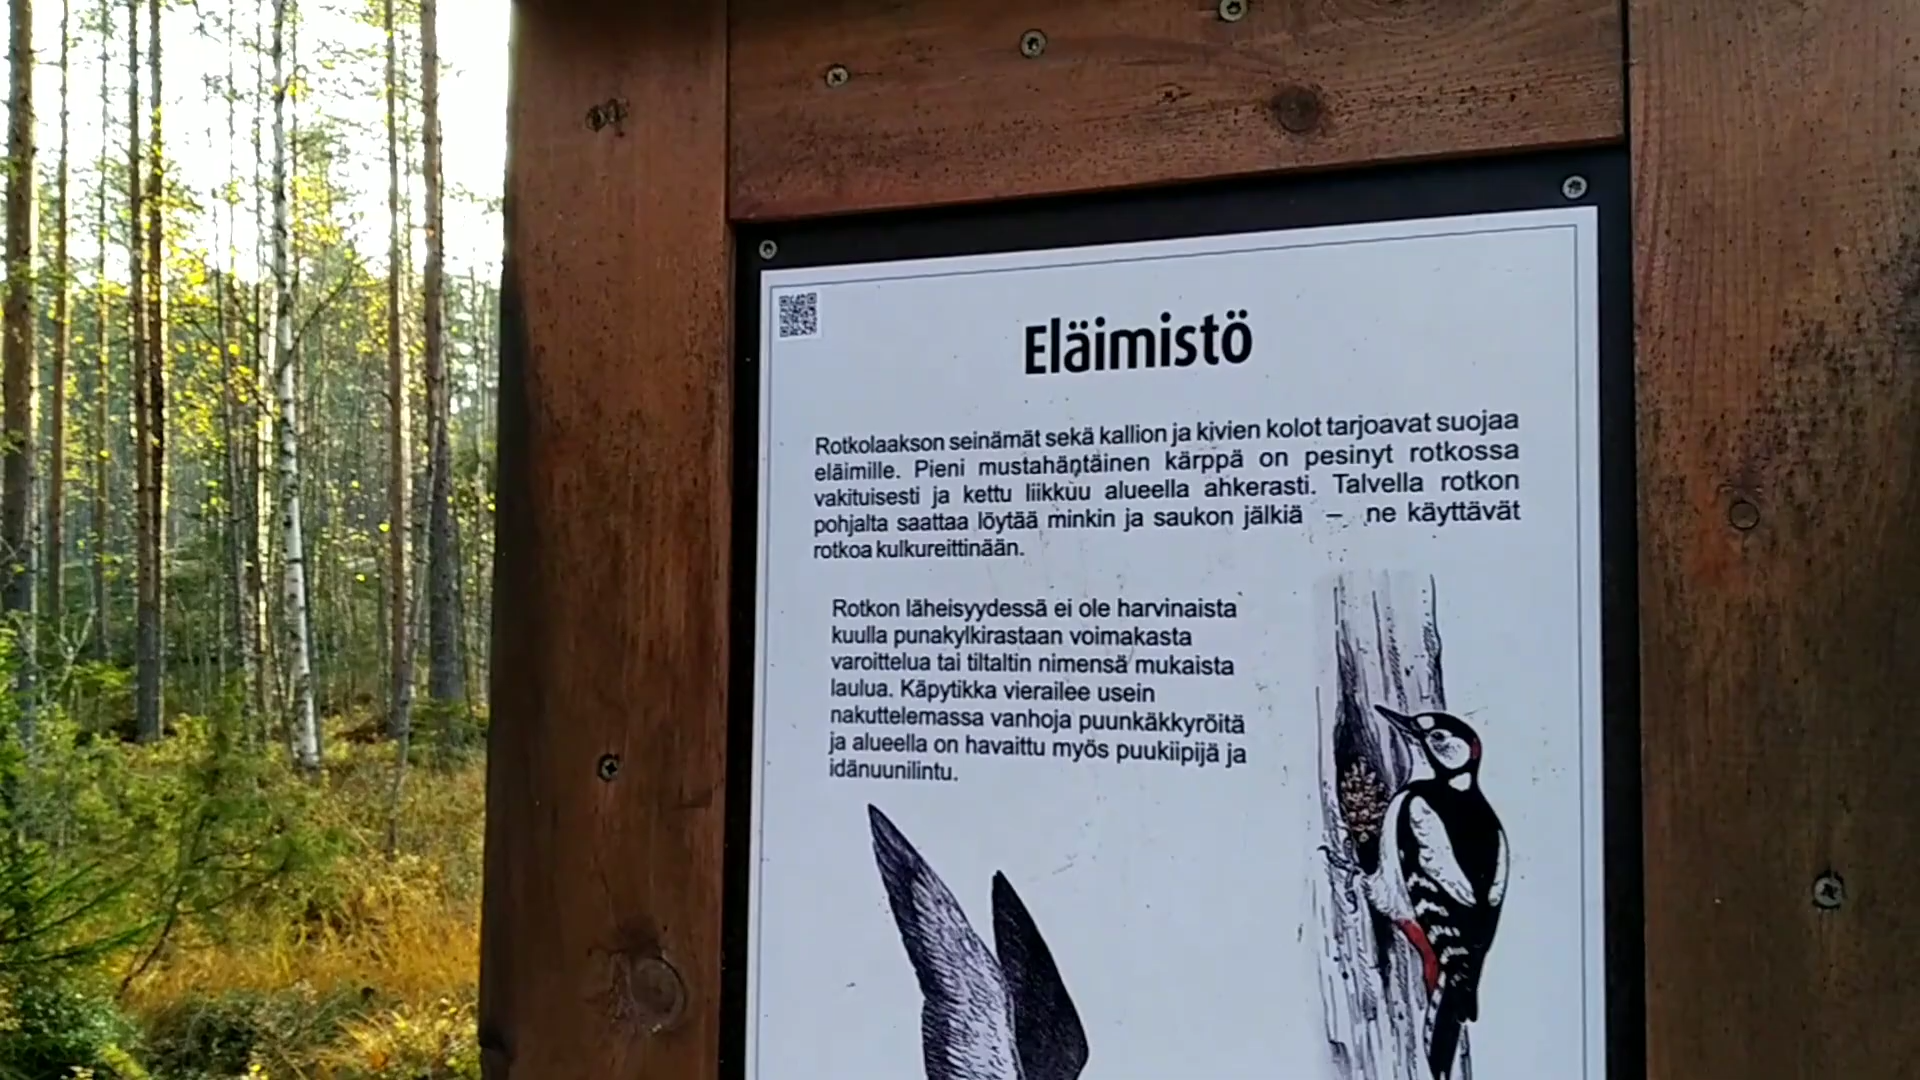 Eläimistö
Rotkolaakson seinämät sekä kallion ja kivien kolot tarjoavat suojaa
eläimille. Pieni mustahäntäinen kärppä on pesinyt rotkossa
vakituisesti ja kettu liikkuu alueella ahkerasti. Talvella rotkon
pohjalta saattaa löytää minkin ja saukon jälkiä – ne käyttävät
rotkoa kulkureittinään.
Rotkon läheisyydessä ei ole harvinaista
kuulla punakylkirastaan voimakasta
varoittelua tai tiltaltin nimensä mukaista
laulua. Käpytikka vierailee usein
nakuttelemassa vanhoja puunkäkkyröitä
ja alueella on havaittu myös puukiipijä ja
idänuunilintu.